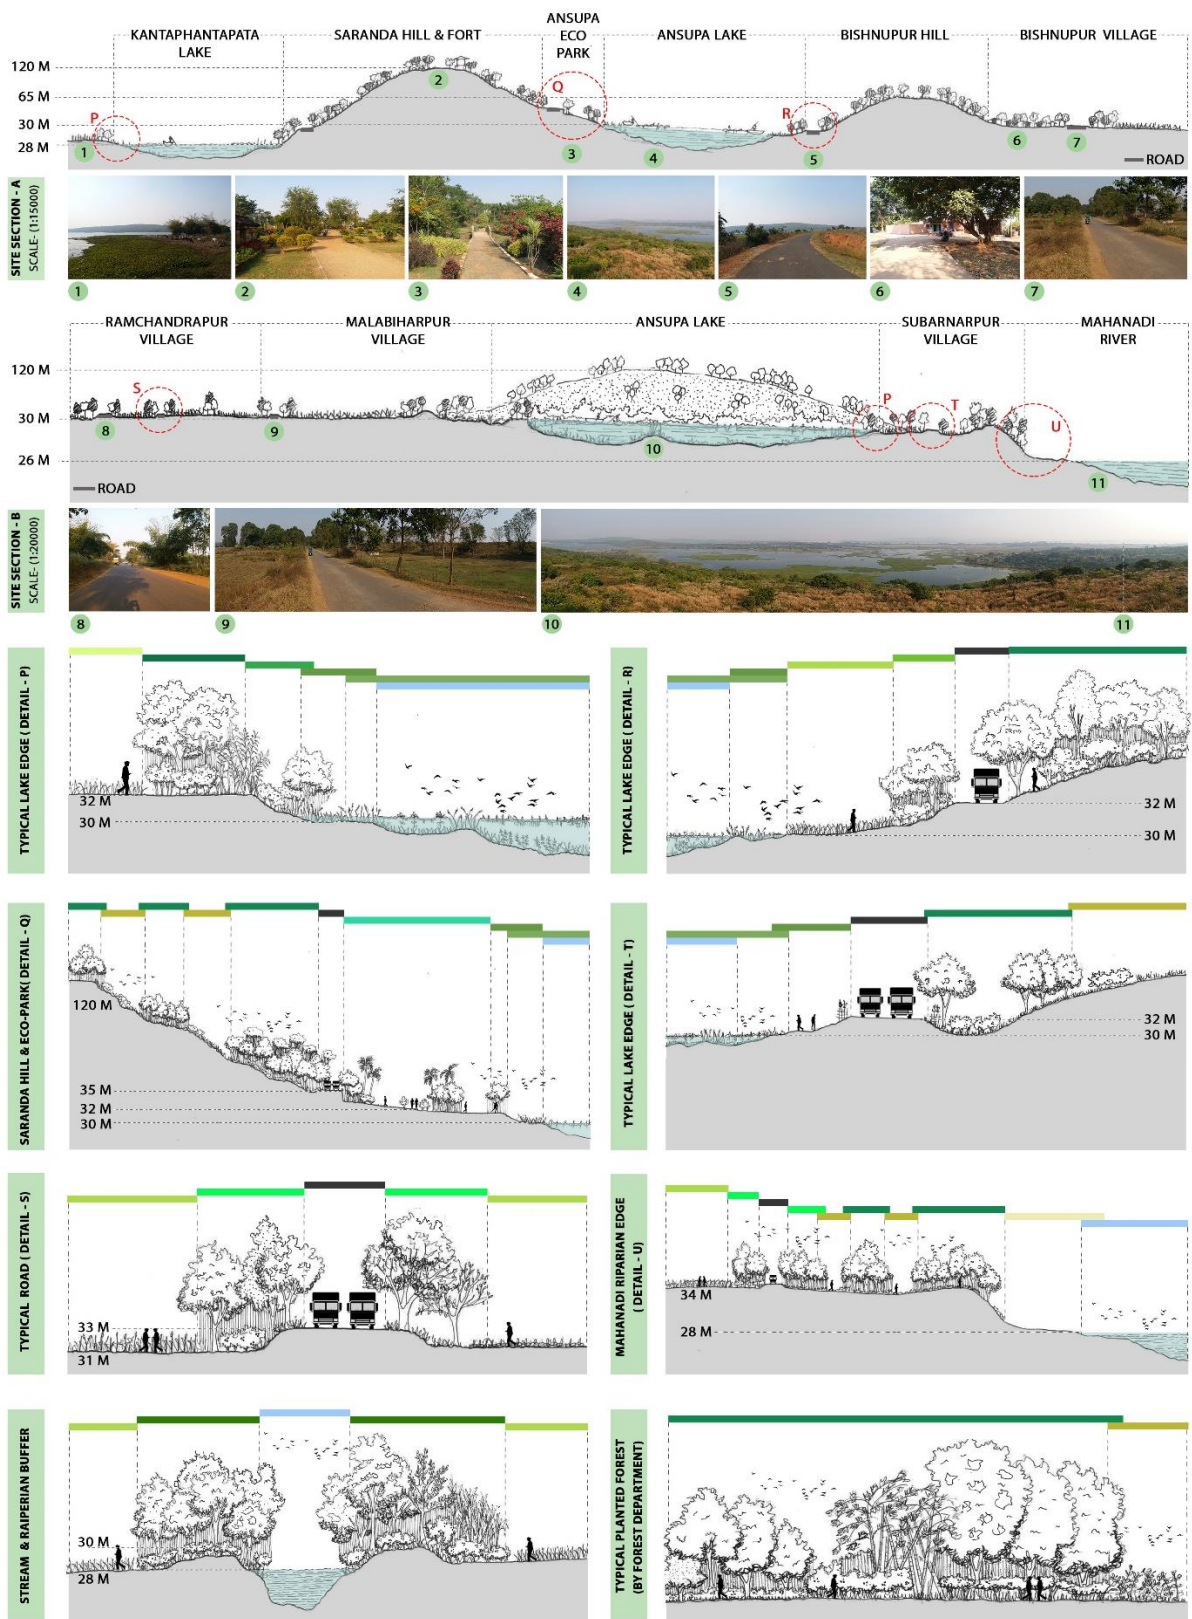 KANTAPHANTAPATA
LAKE
SARANDA HILL & FORT
ANSUPA
ECO
PARK
ANSUPA LAKE
BISHNUPUR HILL
BISHNUPUR VILLAGE
120 M
65 M
30 M
28 M
P
Q
R
1
2
3
4
5
6
7
ROAD
SITE SECTION - A
SCALE- (1:15000)
1
2
3
4
5
6
7
RAMCHANDRAPUR
VILLAGE
MALABIHARPUR
VILLAGE
ANSUPA LAKE
SUBARNARPUR
VILLAGE
MAHANADI
RIVER
120 M
30 M
26 M
S
P
T
U
8
9
10
11
ROAD
SITE SECTION - B
SCALE- (1:20000)
8
9
10
11
TYPICAL LAKE EDGE ( DETAIL - P)
32 M
30 M
TYPICAL LAKE EDGE ( DETAIL - R)
32 M
30 M
SARANDA HILL & ECO-PARK( DETAIL - Q)
120 M
35 M
32 M
30 M
TYPICAL LAKE EDGE ( DETAIL - T)
32 M
30 M
TYPICAL ROAD ( DETAIL - S)
33 M
31 M
MAHANADI RIPARIAN EDGE
( DETAIL - U)
34 M
28 M
STREAM & RAIPERIAN BUFFER
30 M
28 M
TYPICAL PLANTED FOREST
(BY FOREST DEPARTMENT)